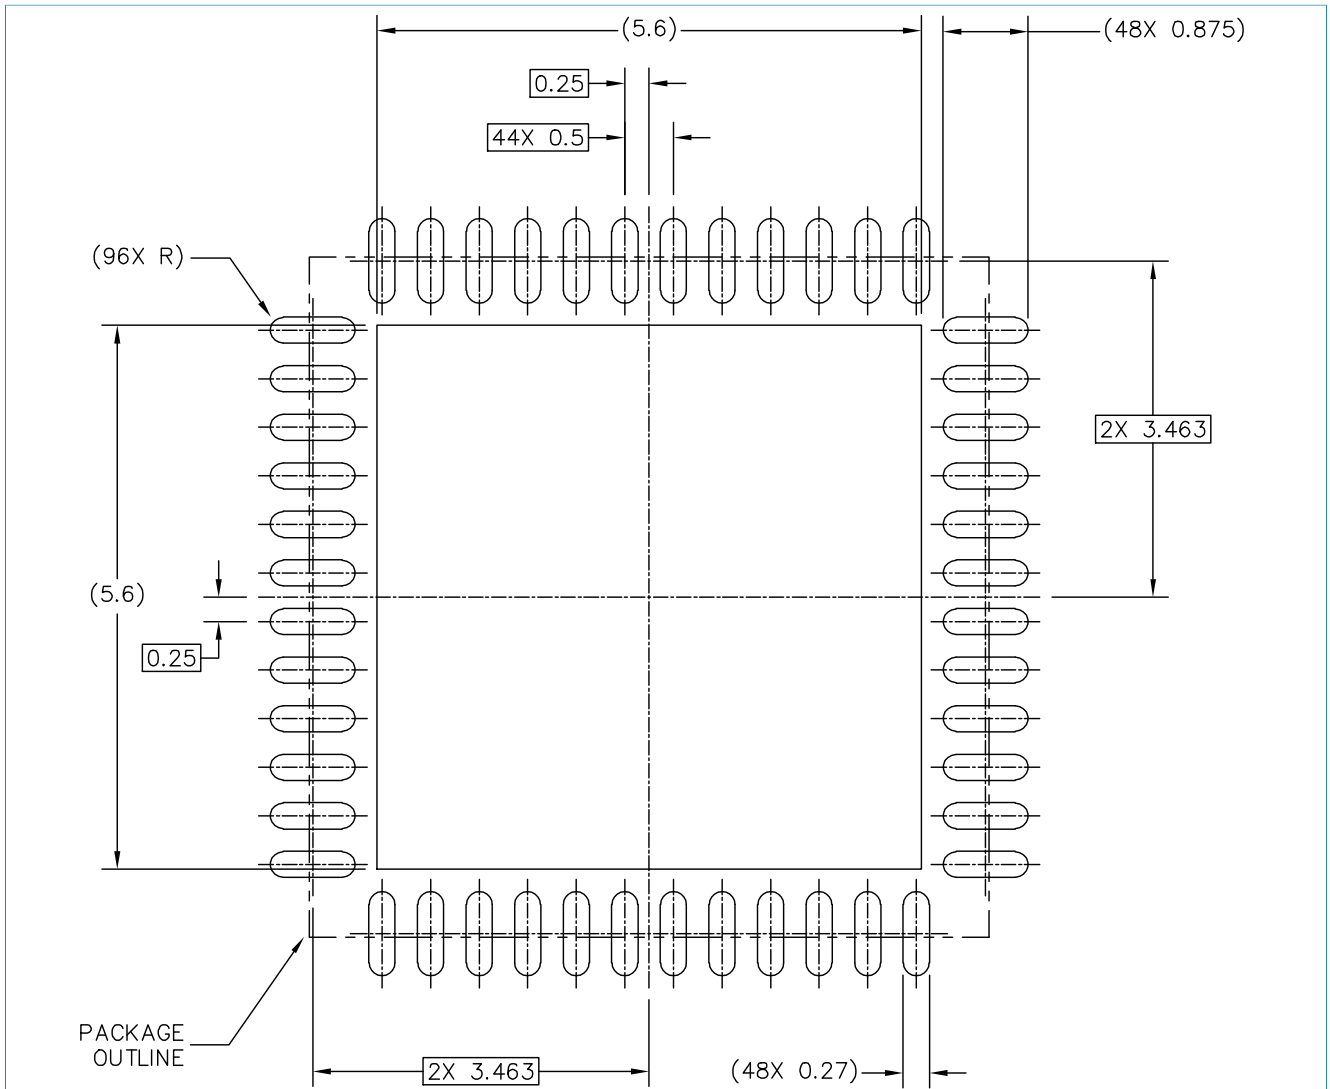 (5.6)
(48X 0.875)
0.25
44X 0.5
(96X R)
2X 3.463
(5.6)
0.25
PACKAGE
OUTLINE
2X 3.463
(48X 0.27)